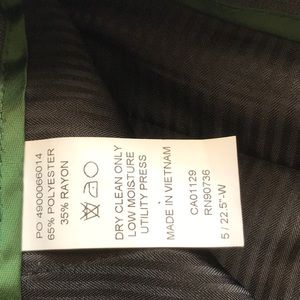 PO 4900066014
65% POLYESTER
35% RAYON
DRY CLEAN ONLY
LOW MOISTURE
UTILITY PRESS
MADE IN VIETNAM
CA01129
RN90736
5 / 22.5"-W